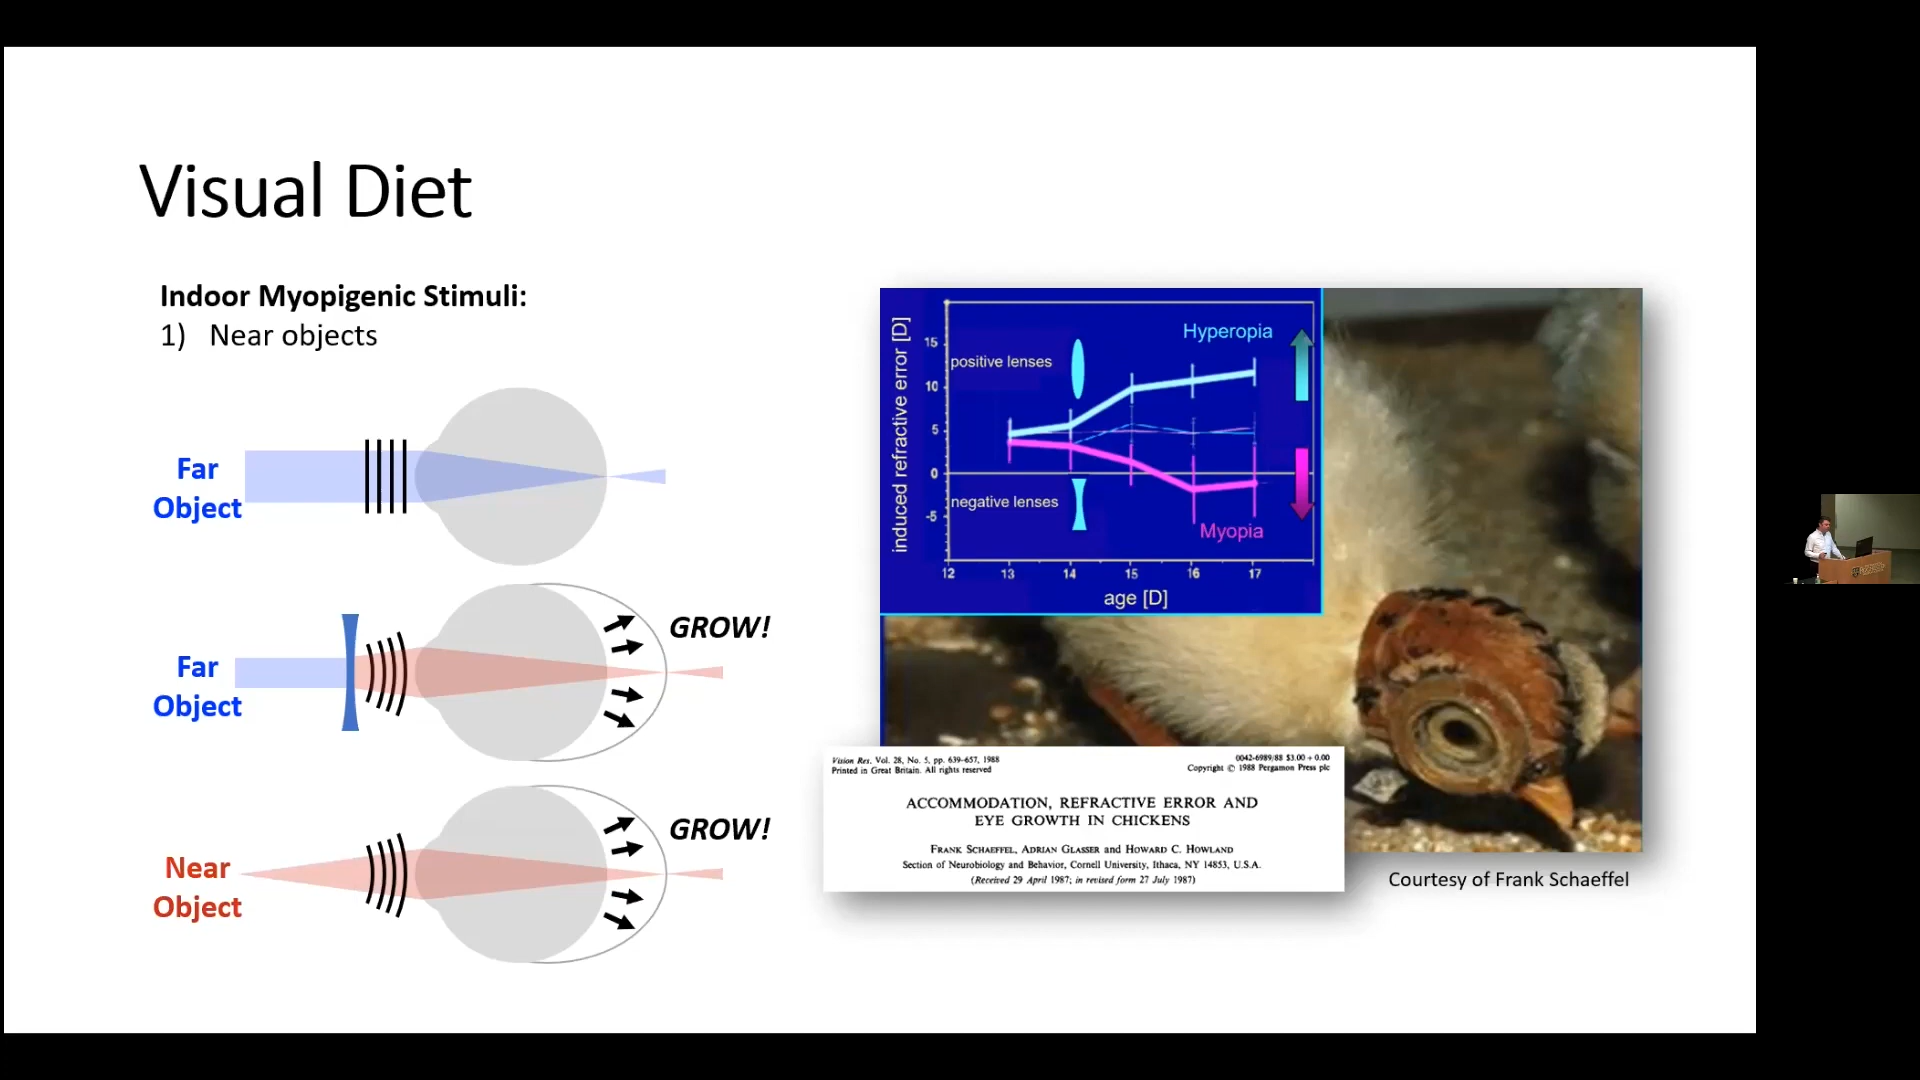 Visual Diet
Indoor Myopigenic Stimuli:
1) Near objects
Far
Object
Far
Object
GROW!
Near
Object
GROW!
induced refractive error [D]
15
10
5
0
-5
positive lenses
negative lenses
Hyperopia
Myopia
12 13 14 15 16 17
age [D]
Vision Res. Vol. 28, No. 5, pp. 639-657, 1988
Printed in Great Britain. All rights reserved
0042-6989/88 $3.00 + 0.00
Copyright © 1988 Pergamon Press plc
ACCOMMODATION, REFRACTIVE ERROR AND
EYE GROWTH IN CHICKENS
FRANK SCHAEFFEL, ADRIAN GLASSER and HOWARD C. HOWLAND
Section of Neurobiology and Behavior, Cornell University, Ithaca, NY 14853, U.S.A.
(Received 29 April 1987; in revised form 27 July 1987)
Courtesy of Frank Schaeffel